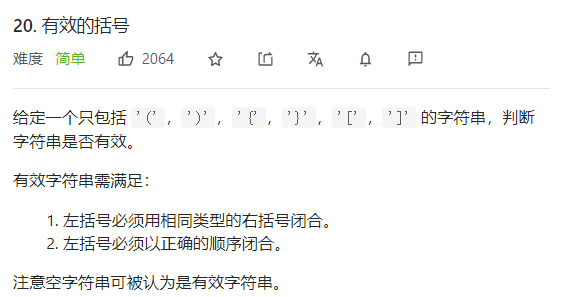 20. 有效的括号
难度 简单 2064
给定一个只包括 '(', ')', '{', '}', '[', ']' 的字符串，判断
字符串是否有效。
有效字符串需满足：
1. 左括号必须用相同类型的右括号闭合。
2. 左括号必须以正确的顺序闭合。
注意空字符串可被认为是有效字符串。